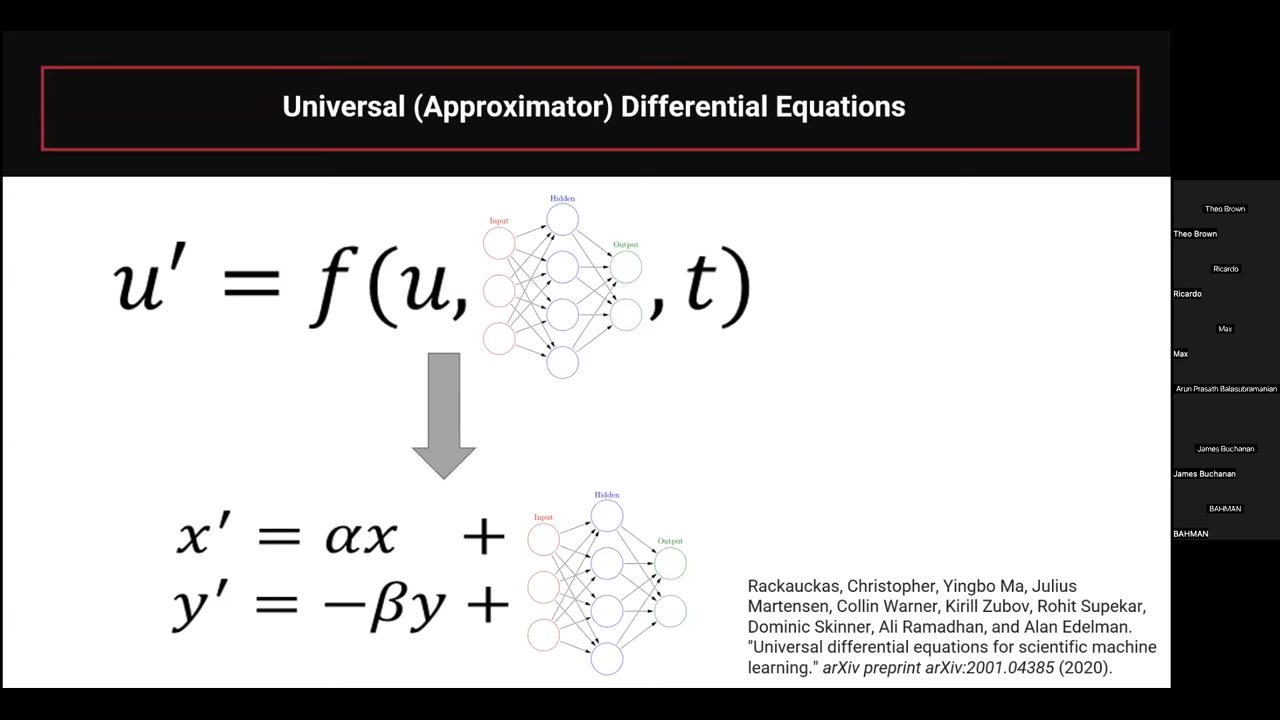 Universal (Approximator) Differential Equations
u′ = f(u,
Input
Hidden
Output
, t)
x′ = αx +
y′ = −βy +
Input
Hidden
Output
Rackauckas, Christopher, Yingbo Ma, Julius
Martensen, Collin Warner, Kirill Zubov, Rohit Supekar,
Dominic Skinner, Ali Ramadhan, and Alan Edelman.
"Universal differential equations for scientific machine
learning." arXiv preprint arXiv:2001.04385 (2020).
Theo Brown
Theo Brown
Ricardo
Ricardo
Max
Max
Arun Prasath Balasubramanian
James Buchanan
James Buchanan
BAHMAN
BAHMAN